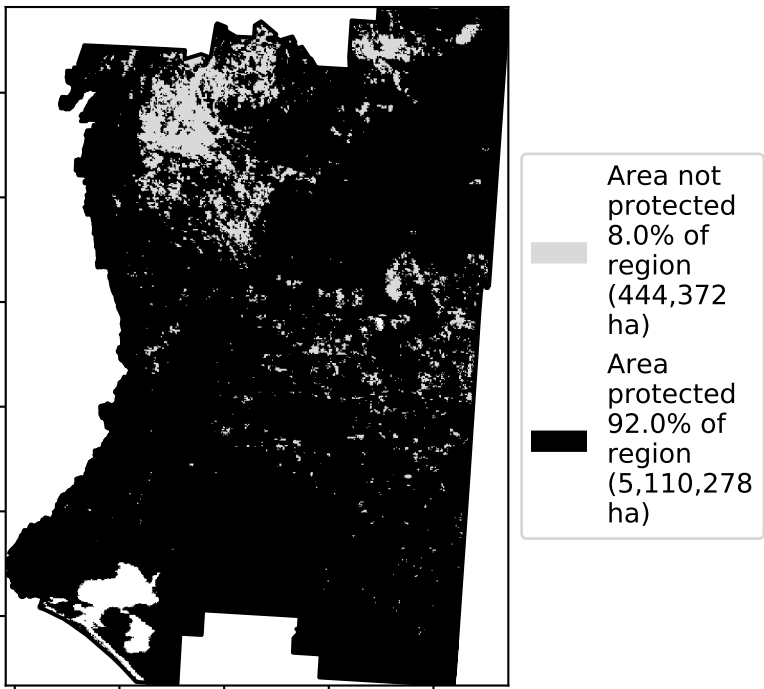 Area not
protected
8.0% of
region
(444,372
ha)
Area
protected
92.0% of
region
(5,110,278
ha)